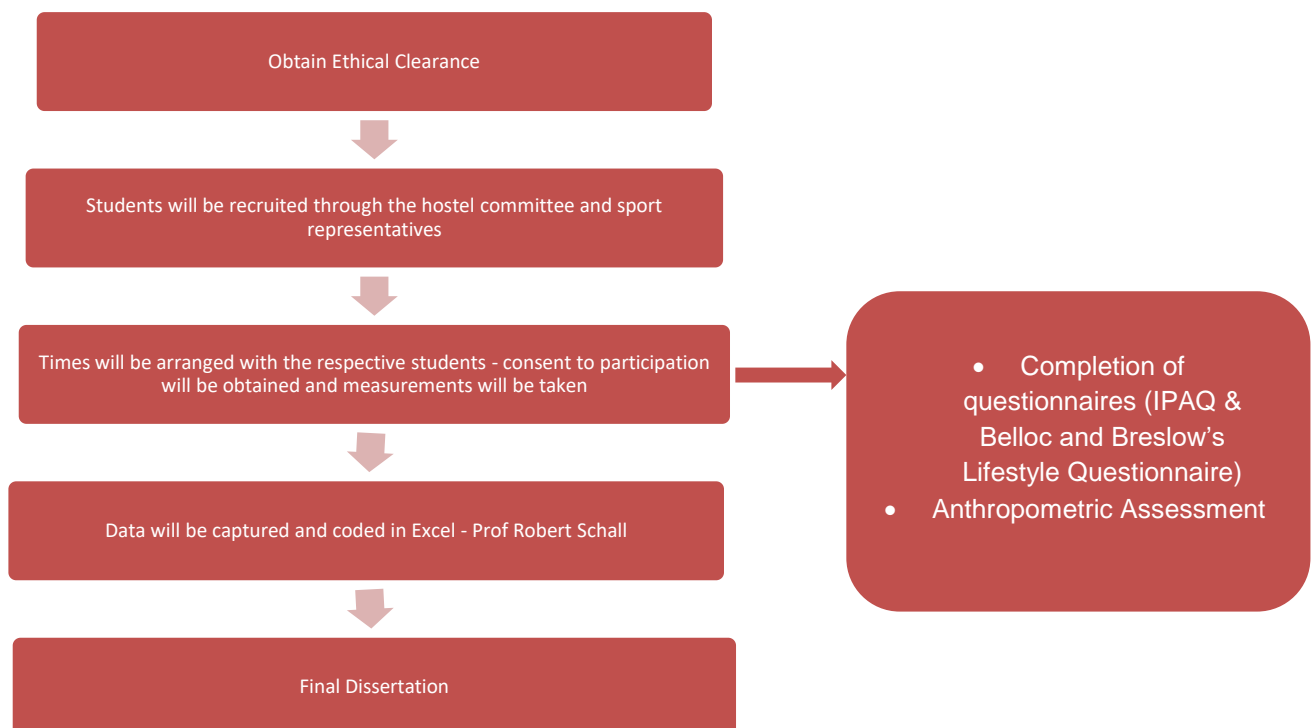 Obtain Ethical Clearance
Students will be recruited through the hostel committee and sport
representatives
Times will be arranged with the respective students - consent to participation
will be obtained and measurements will be taken
• Completion of
questionnaires (IPAQ &
Belloc and Breslow’s
Lifestyle Questionnaire)
• Anthropometric Assessment
Data will be captured and coded in Excel - Prof Robert Schall
Final Dissertation